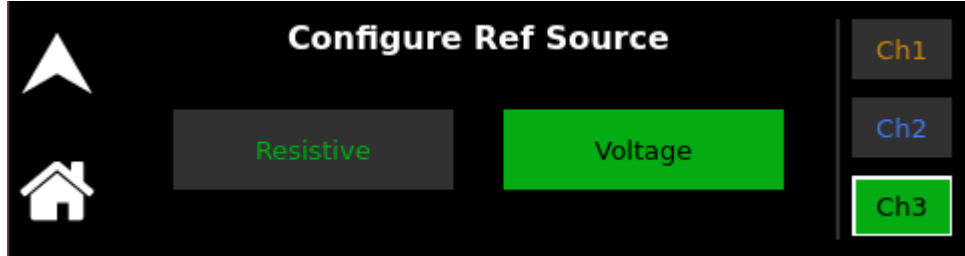 Configure Ref Source
Resistive
Voltage
Ch1
Ch2
Ch3